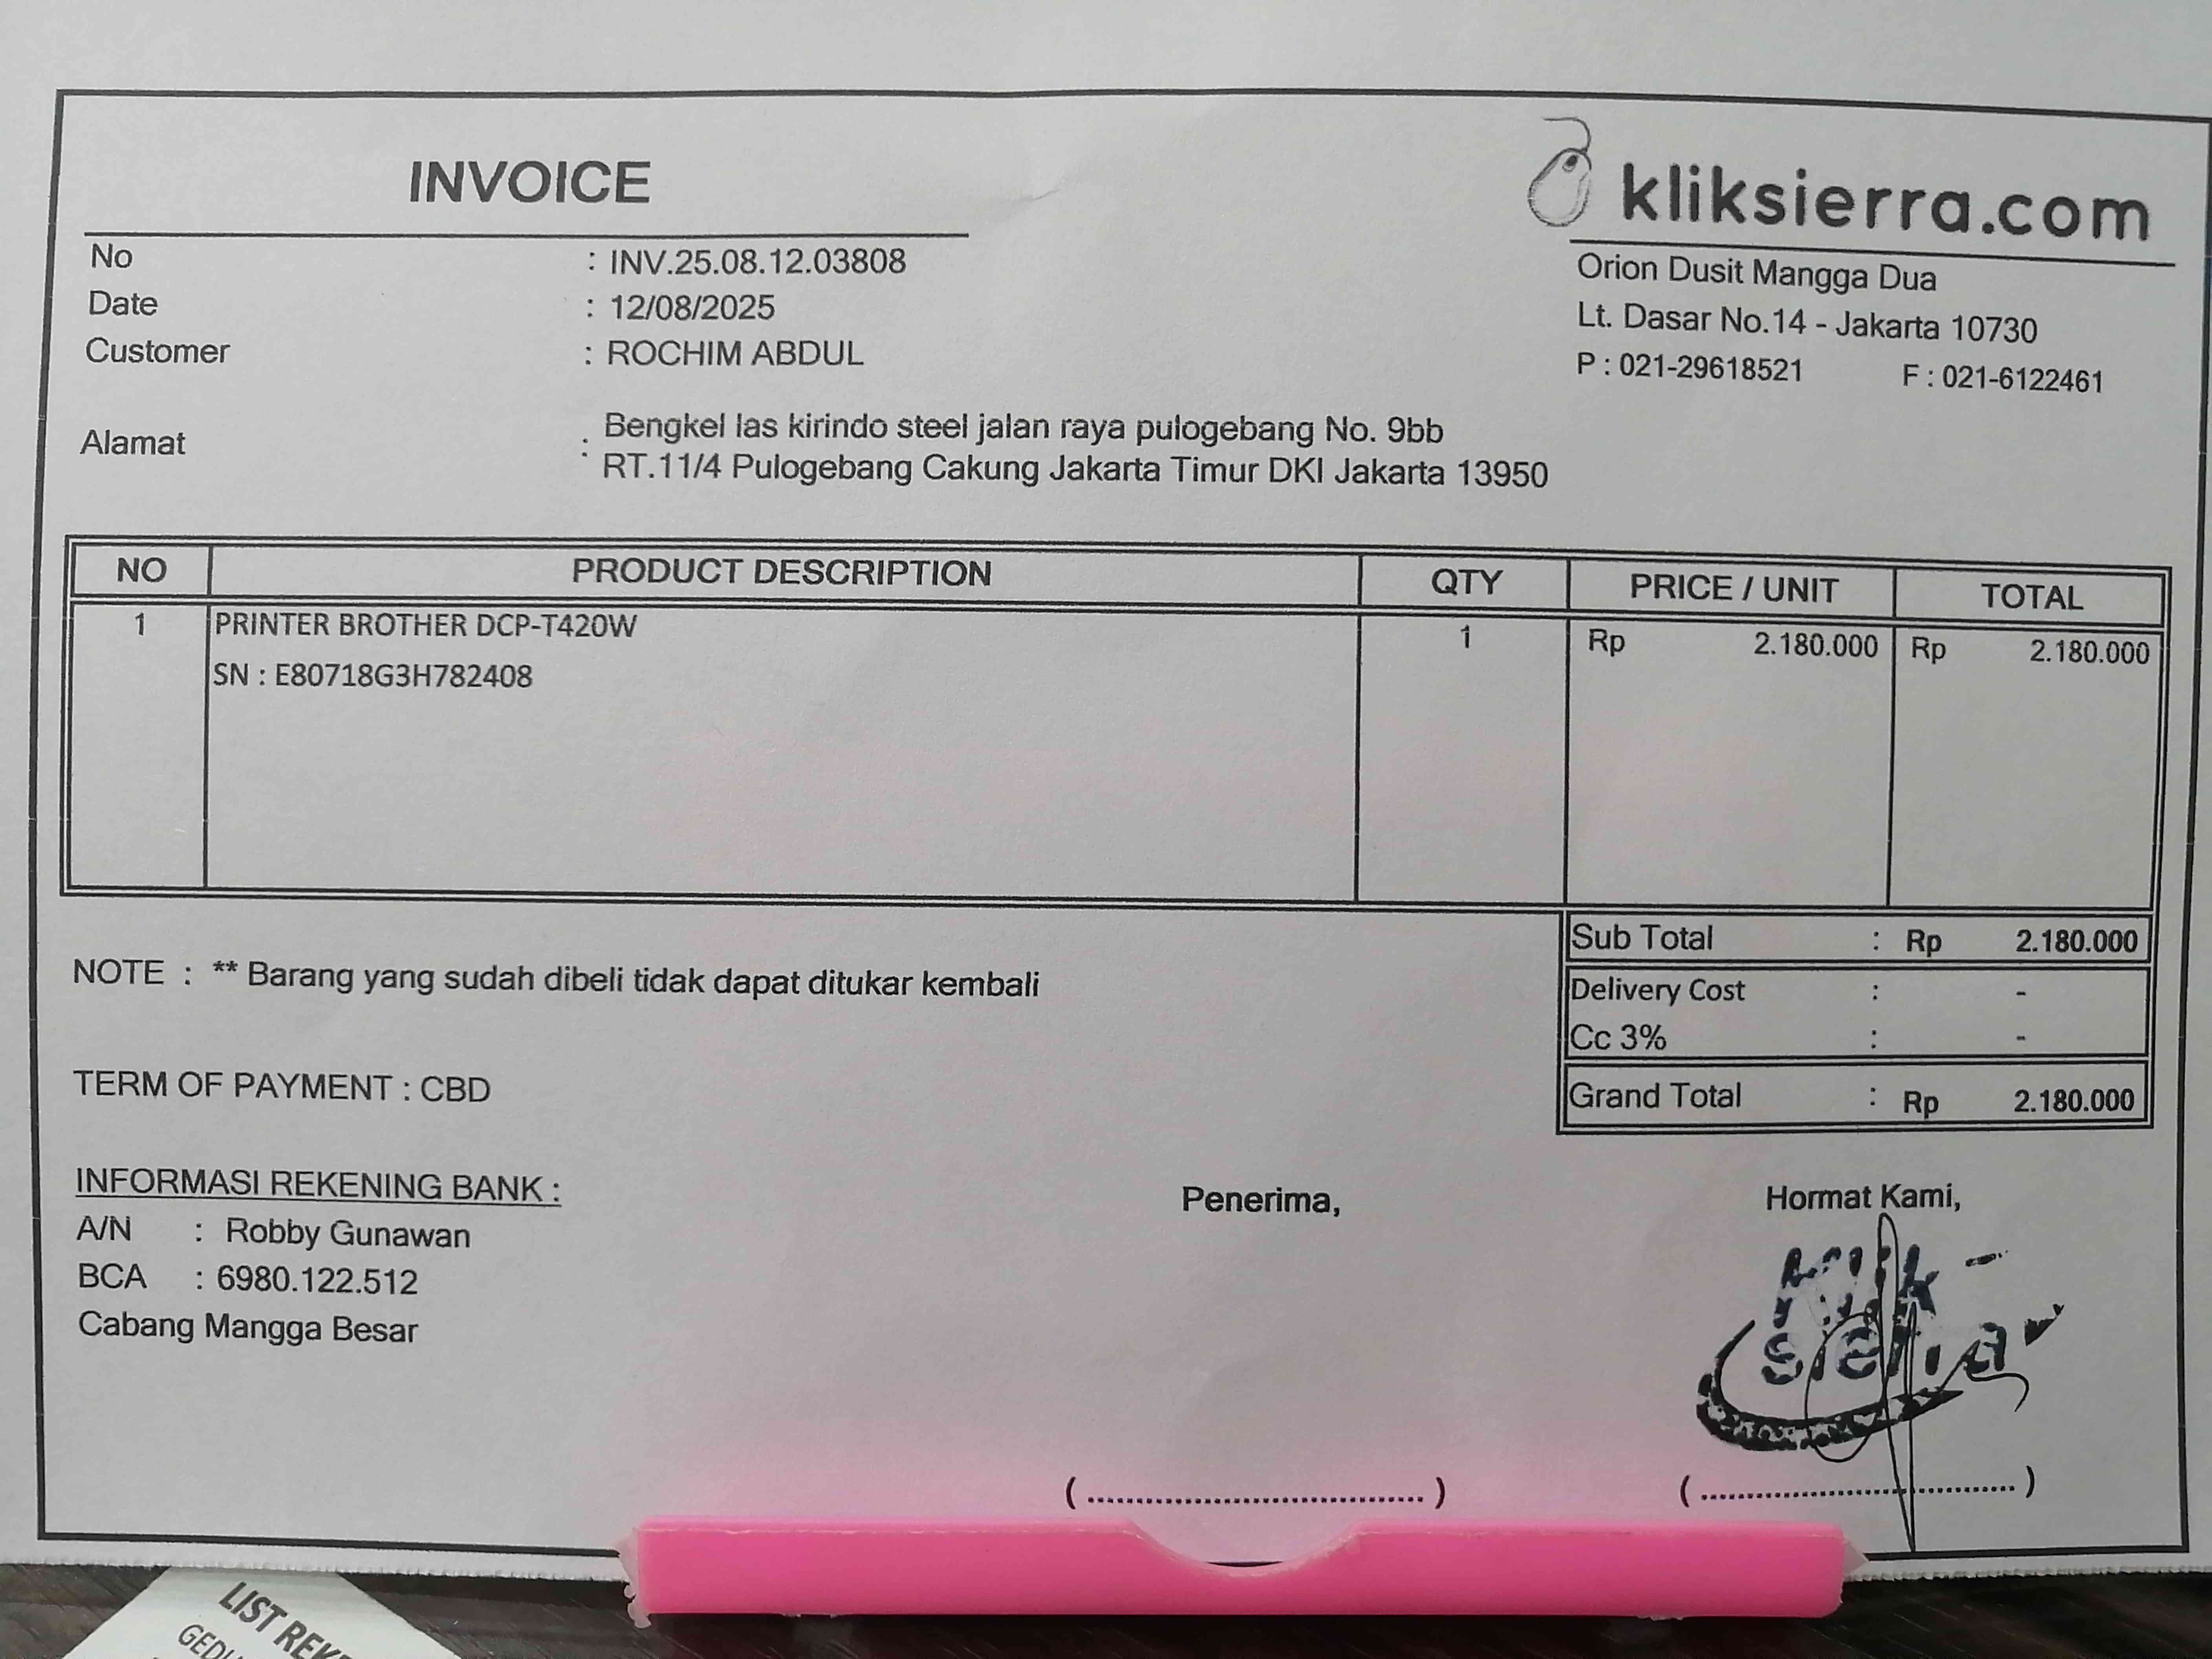 INVOICE
kliksierra.com
Orion Dusit Mangga Dua
Lt. Dasar No.14 - Jakarta 10730
P : 021-29618521 F : 021-6122461
No : INV.25.08.12.03808
Date : 12/08/2025
Customer : ROCHIM ABDUL
Alamat : Bengkel las kirindo steel jalan raya pulogebang No. 9bb
RT.11/4 Pulogebang Cakung Jakarta Timur DKI Jakarta 13950
NO PRODUCT DESCRIPTION QTY PRICE / UNIT TOTAL
1 PRINTER BROTHER DCP-T420W 1 Rp 2.180.000 Rp 2.180.000
SN : E80718G3H782408
Sub Total : Rp 2.180.000
Delivery Cost : -
Cc 3% : -
Grand Total : Rp 2.180.000
NOTE : ** Barang yang sudah dibeli tidak dapat ditukar kembali
TERM OF PAYMENT : CBD
INFORMASI REKENING BANK :
A/N : Robby Gunawan
BCA : 6980.122.512
Cabang Mangga Besar
Penerima,
Hormat Kami,
Klik -
sierra
( .................................. )
( .................................. )
LIST